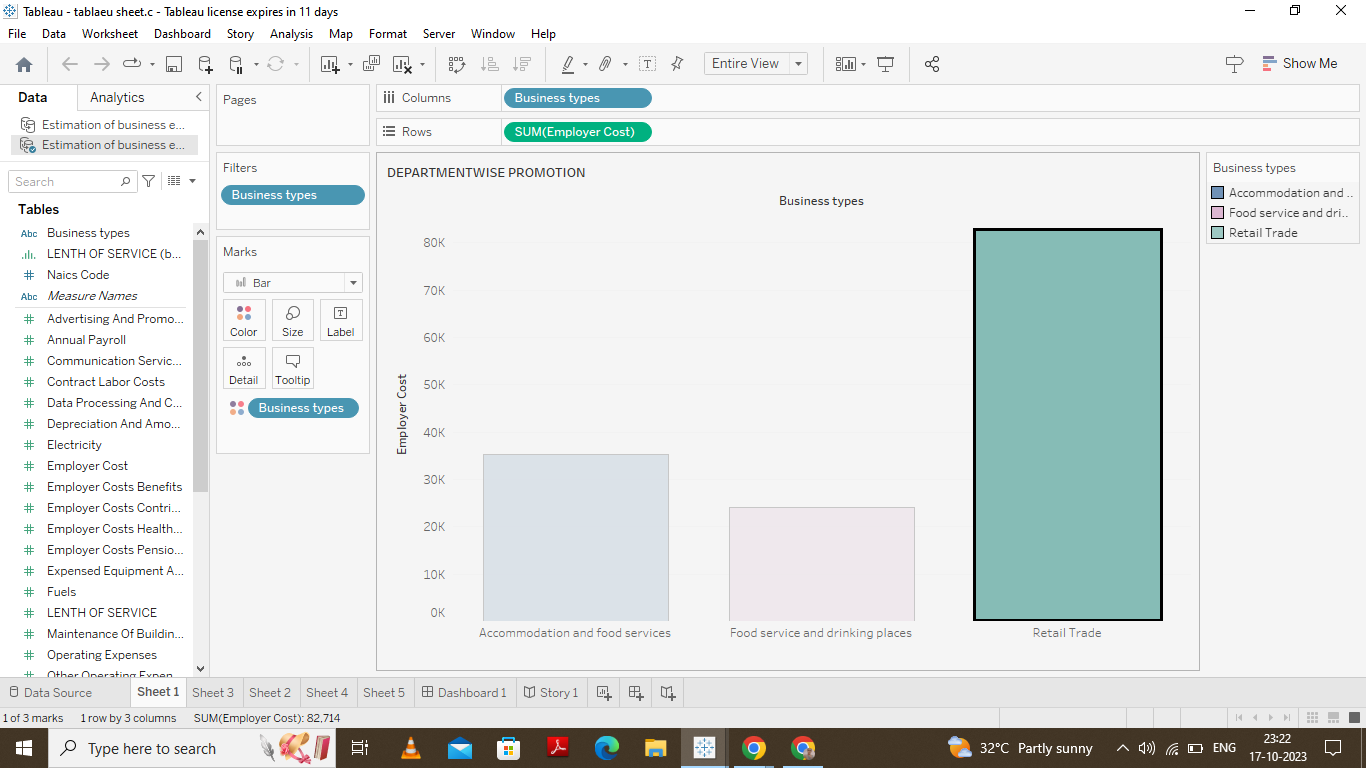 Tableau - tablaeu sheet.c - Tableau license expires in 11 days
File Data Worksheet Dashboard Story Analysis Map Format Server Window Help
Entire View
Show Me
Data Analytics
Estimation of business e...
Estimation of business e...
Search
Tables
Abc Business types
LENTH OF SERVICE (b...
# Naics Code
Abc Measure Names
# Advertising And Promo...
# Annual Payroll
# Communication Servic...
# Contract Labor Costs
# Data Processing And C...
# Depreciation And Amo...
# Electricity
# Employer Cost
# Employer Costs Benefits
# Employer Costs Contri...
# Employer Costs Health...
# Employer Costs Pensio...
# Expensed Equipment A...
# Fuels
# LENTH OF SERVICE
# Maintenance Of Buildin...
# Operating Expenses
# Other Operating Expen
Pages
Filters
Business types
Marks
Bar
Color Size Label
Detail Tooltip
Business types
Columns Business types
Rows SUM(Employer Cost)
DEPARTMENTWISE PROMOTION
Business types
80K
70K
60K
50K
40K
30K
20K
10K
0K
Employer Cost
Accommodation and food services Food service and drinking places Retail Trade
Business types
Accommodation and ..
Food service and dri..
Retail Trade
Data Source Sheet 1 Sheet 3 Sheet 2 Sheet 4 Sheet 5 Dashboard 1 Story 1
1 of 3 marks 1 row by 3 columns SUM(Employer Cost): 82,714
Type here to search
32°C Partly sunny
ENG
23:22
17-10-2023